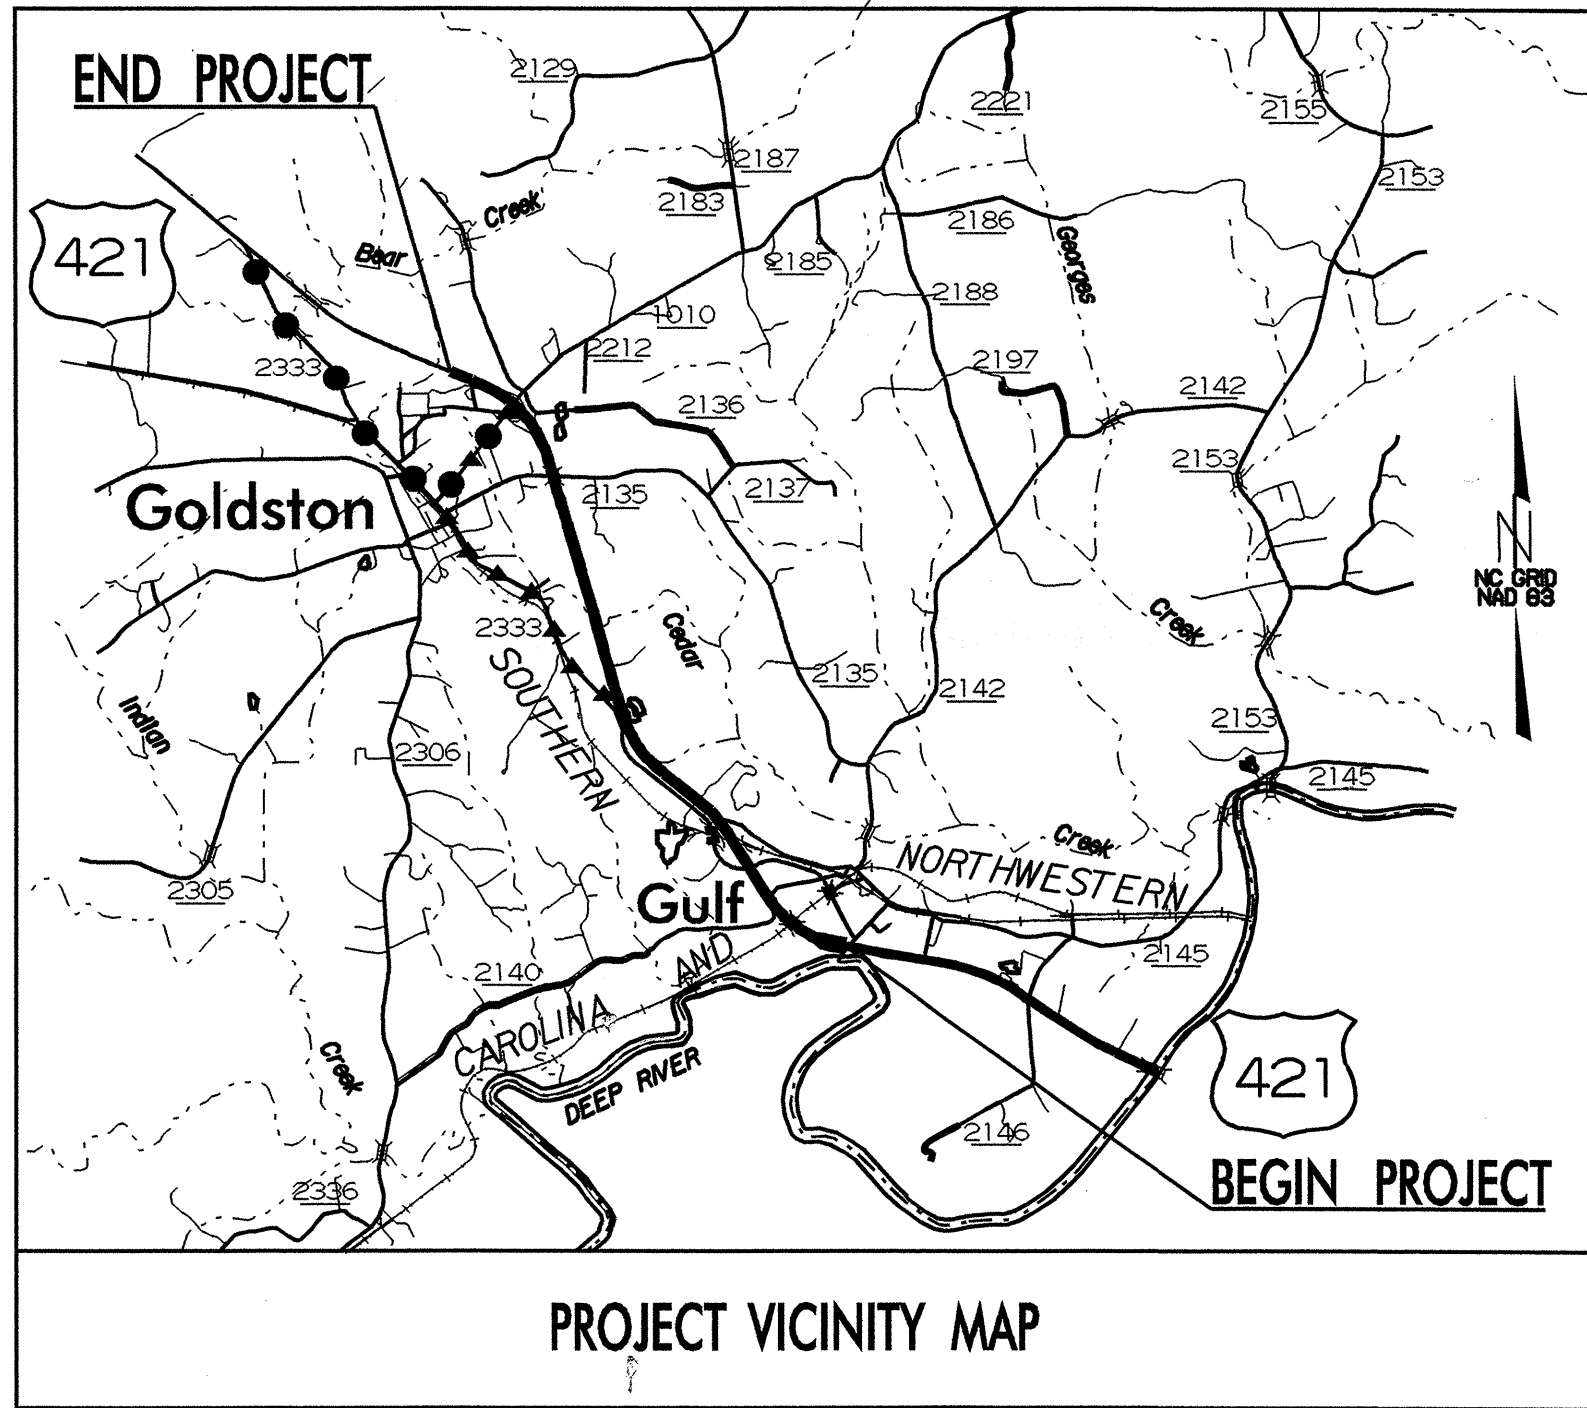 END PROJECT
2129
2221
2155
2187
2153
2183
Creek
2186
421
Bear
2185
Georges
2188
1010
2212
2333
2197
2142
2136
2153
2135
2137
Goldston
N
NC GRID
NAD 83
Creek
2333
Cedar
SOUTHERN
2135
2142
Indian
2153
2306
2145
Creek
NORTHWESTERN
2305
Gulf
AND
2145
2140
CAROLINA
Creek
DEEP RIVER
421
2146
BEGIN PROJECT
2336
PROJECT VICINITY MAP